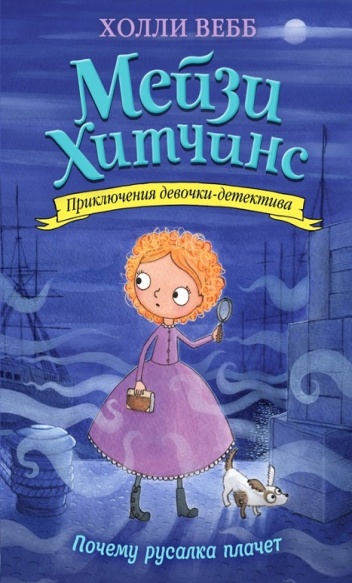 ХОЛЛИ ВЕББ
Мейзи
Хитчинс
Приключения девочки-детектива
Почему русалка плачет